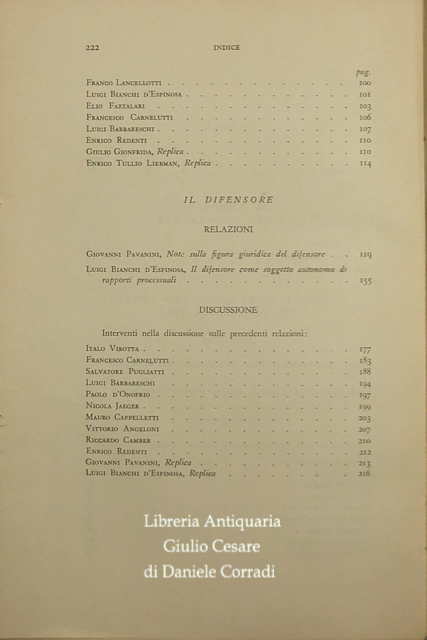 222 INDICE
pag.
Franco Lancellotti . . . . . . . . . . . . . 100
Luigi Bianchi d'Espinosa . . . . . . . . . . 101
Elio Fazzalari . . . . . . . . . . . . . . 103
Francesco Carnelutti . . . . . . . . . . . . 106
Luigi Barbareschi . . . . . . . . . . . . . 107
Enrico Redenti . . . . . . . . . . . . . . 110
Giulio Gionfrida, Replica . . . . . . . . . . . 110
Enrico Tullio Liebman, Replica . . . . . . . . . 114
IL DIFENSORE
RELAZIONI
Giovanni Pavanini, Note sulla figura giuridica del difensore . . 119
Luigi Bianchi d'Espinosa, Il difensore come soggetto autonomo di
rapporti processuali . . . . . . . . . . . . 155
DISCUSSIONE
Interventi nella discussione sulle precedenti relazioni:
Italo Virotta . . . . . . . . . . . . . . 177
Francesco Carnelutti . . . . . . . . . . . . 183
Salvatore Pugliatti . . . . . . . . . . . . 188
Luigi Barbareschi . . . . . . . . . . . . . 194
Paolo d'Onofrio . . . . . . . . . . . . . 197
Nicola Jaeger . . . . . . . . . . . . . . 199
Mauro Cappelletti . . . . . . . . . . . . . 203
Vittorio Angeloni . . . . . . . . . . . . . 207
Riccardo Camber . . . . . . . . . . . . . 210
Enrico Redenti . . . . . . . . . . . . . . 212
Giovanni Pavanini, Replica . . . . . . . . . . 213
Luigi Bianchi d'Espinosa, Replica . . . . . . . . 216
Libreria Antiquaria
Giulio Cesare
di Daniele Corradi